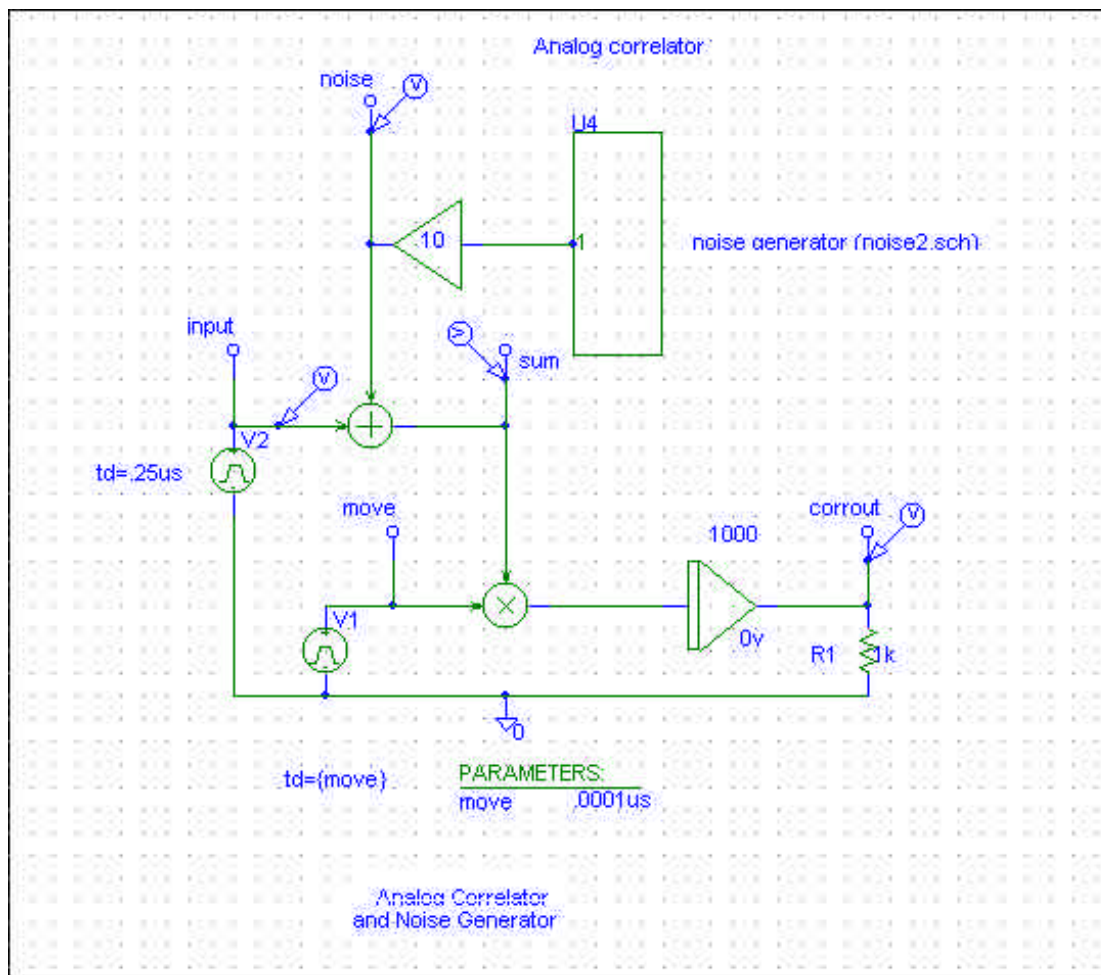 Analog correlator
noise
V
U4
10
1
noise generator (noise2.sch)
input
V
sum
V
+
V2
td=.25us
move
1000
corrout
V
×
V1
0v
R1
1k
0
td={move}
PARAMETERS:
move .0001us
Analog Correlator
and Noise Generator